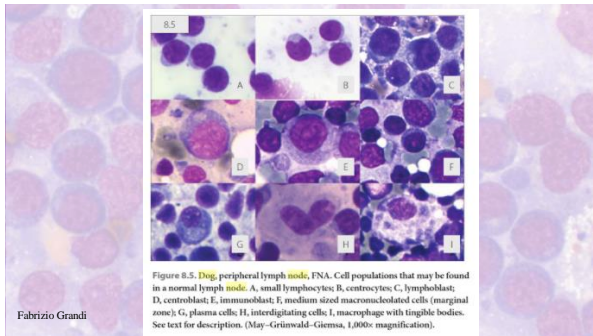 8.5
A
B
C
D
E
F
G
H
I
Figure 8.5. Dog, peripheral lymph node, FNA. Cell populations that may be found
in a normal lymph node. A, small lymphocytes; B, centrocytes; C, lymphoblast;
D, centroblast; E, immunoblast; F, medium sized macronucleolated cells (marginal
zone); G, plasma cells; H, interdigitating cells; I, macrophage with tingible bodies.
See text for description. (May–Grünwald–Giemsa, 1,000× magnification).
Fabrizio Grandi